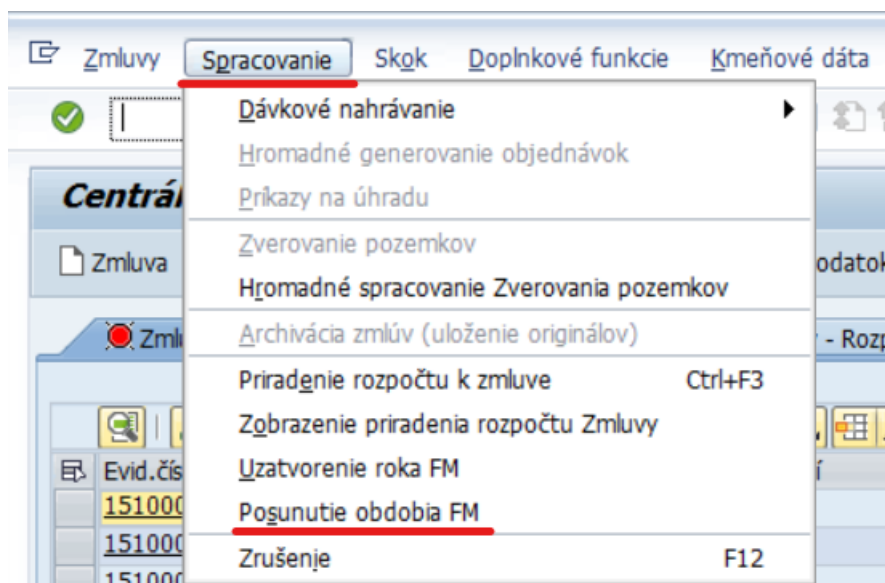 Zmluvy Spracovanie Skok Doplnkové funkcie Kmeňové dáta
Dávkové nahrávanie
Hromadné generovanie objednávok
Centrál
Príkazy na úhradu
Zverovanie pozemkov
Zmluva
odatok
Hromadné spracovanie Zverovania pozemkov
Zml
Archivácia zmlúv (uloženie originálov)
- Rozp
Priradenie rozpočtu k zmluve Ctrl+F3
Zobrazenie priradenia rozpočtu Zmluvy
Evid.čís
Uzatvorenie roka FM
í
151000
Posunutie obdobia FM
151000
Zrušenie F12
151000